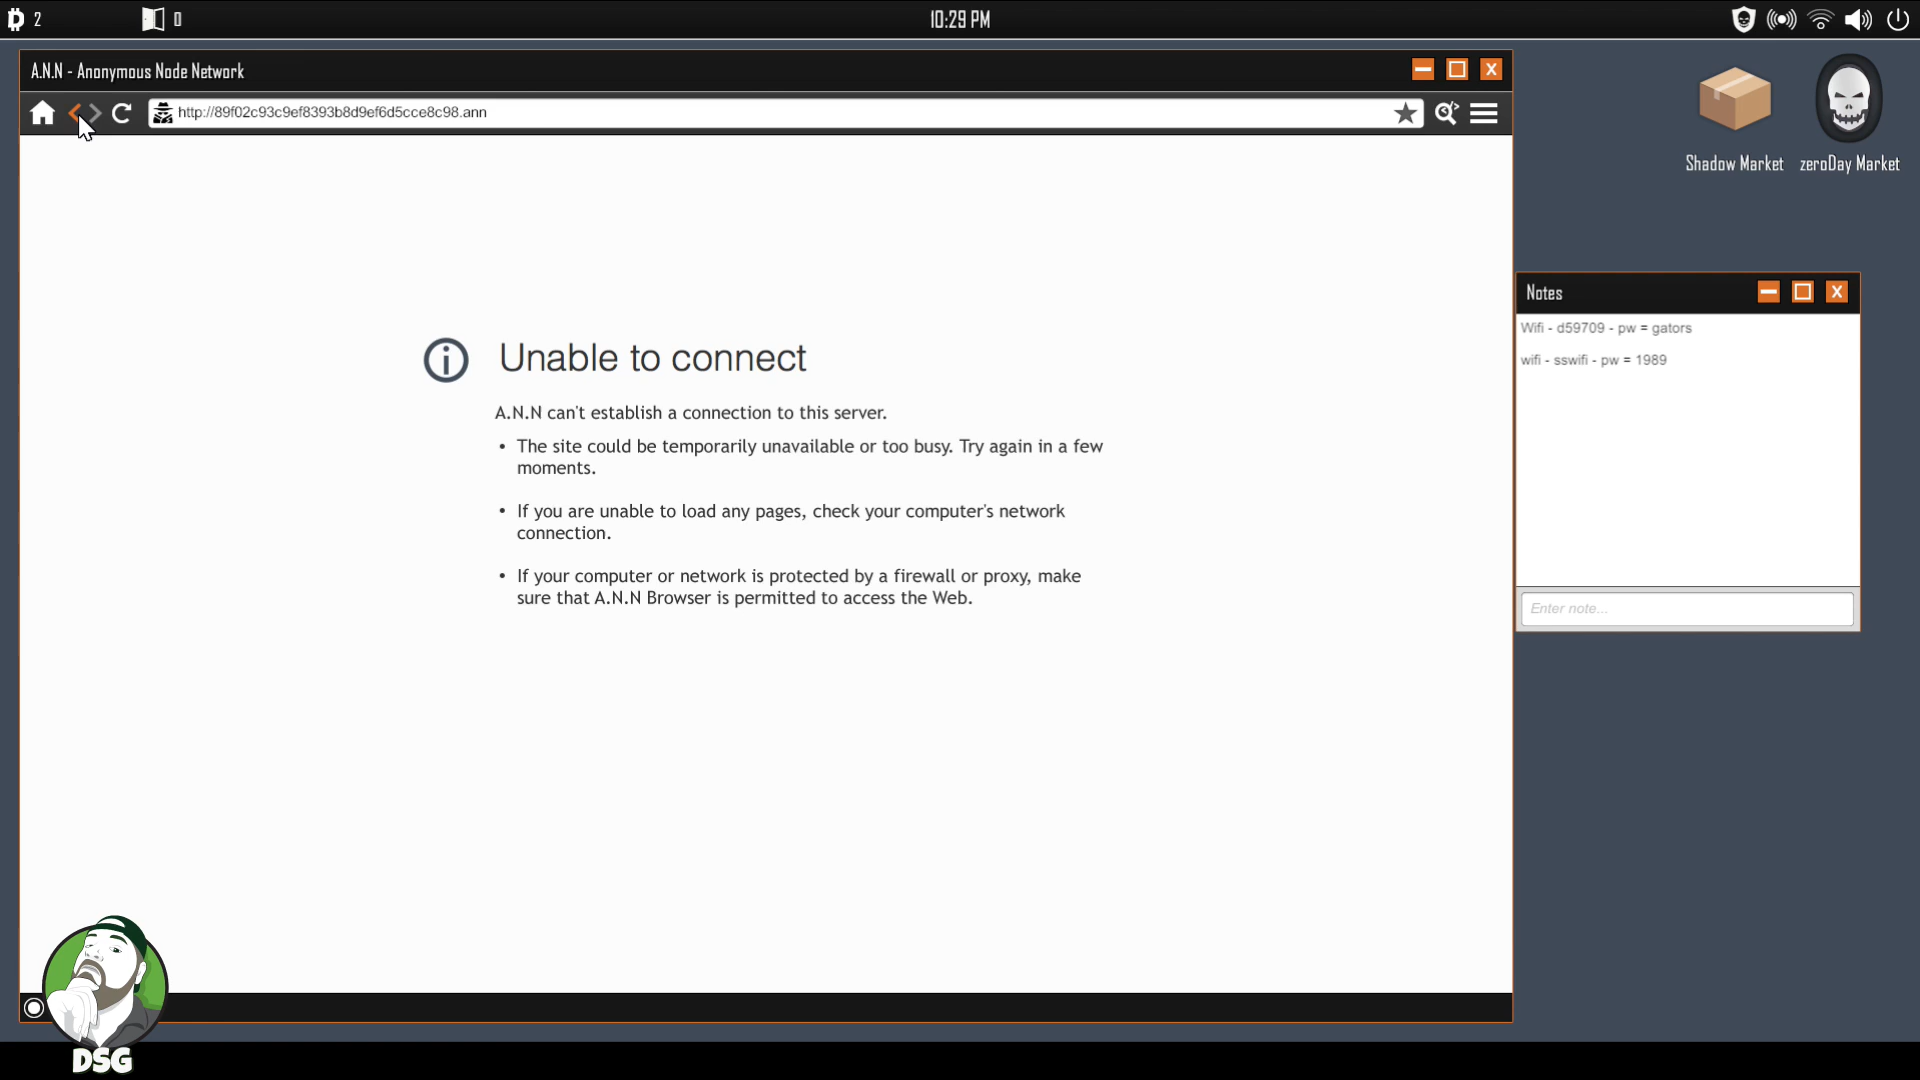 2
0
10:29 PM
A.N.N - Anonymous Node Network
http://89f02c93c9ef8393b8d9ef6d5cce8c98.ann
Shadow Market
zeroDay Market
Unable to connect
A.N.N can't establish a connection to this server.
• The site could be temporarily unavailable or too busy. Try again in a few
moments.
• If you are unable to load any pages, check your computer's network
connection.
• If your computer or network is protected by a firewall or proxy, make
sure that A.N.N Browser is permitted to access the Web.
Notes
Wifi - d59709 - pw = gators
wifi - sswifi - pw = 1989
Enter note...
DSG